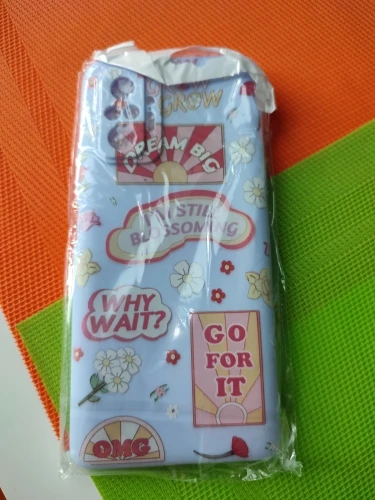 GROW
DREAM BIG
I'M STILL
BLOSSOMING
WHY
WAIT?
GO
FOR
IT
OMG